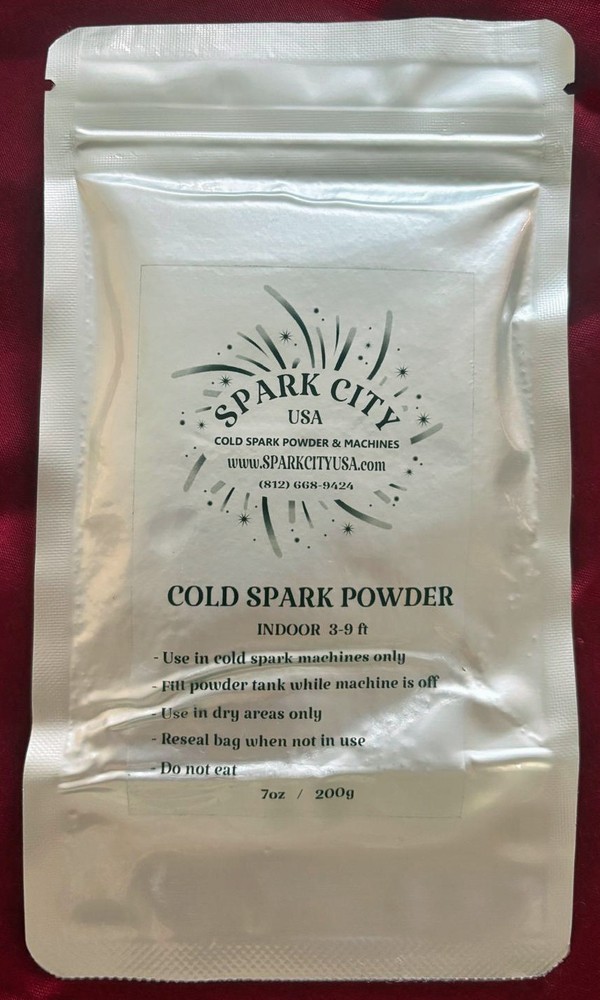 SPARK CITY
USA
COLD SPARK POWDER & MACHINES
www.SPARKCITYUSA.com
(812) 668-9424
COLD SPARK POWDER
INDOOR 3-9 ft
- Use in cold spark machines only
- Fill powder tank while machine is off
- Use in dry areas only
- Reseal bag when not in use
- Do not eat
7oz / 200g